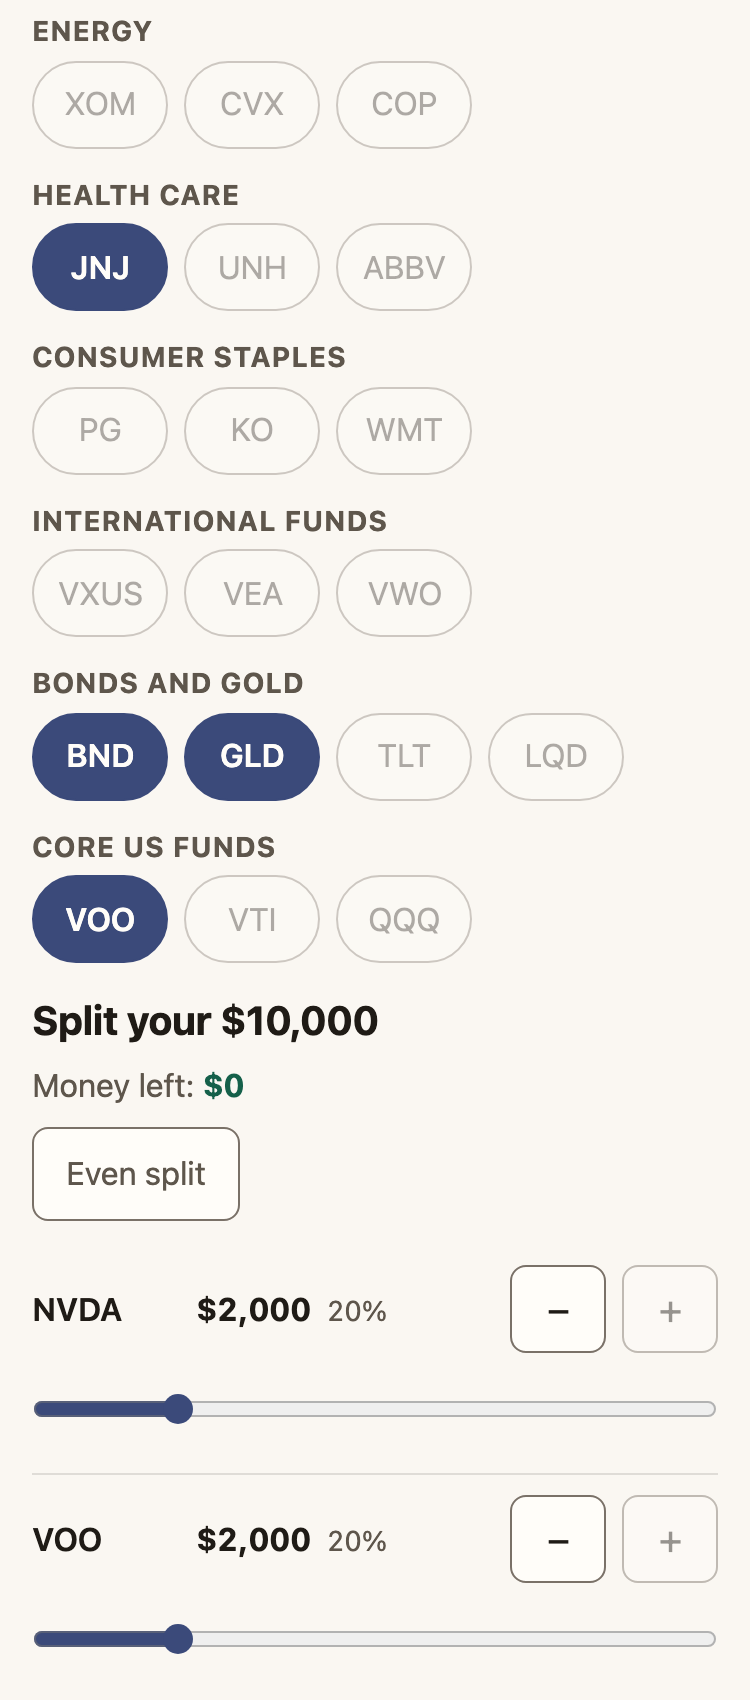 ENERGY
XOM CVX COP
HEALTH CARE
JNJ UNH ABBV
CONSUMER STAPLES
PG KO WMT
INTERNATIONAL FUNDS
VXUS VEA VWO
BONDS AND GOLD
BND GLD TLT LQD
CORE US FUNDS
VOO VTI QQQ
Split your $10,000
Money left: $0
Even split
NVDA $2,000 20% − +
VOO $2,000 20% − +